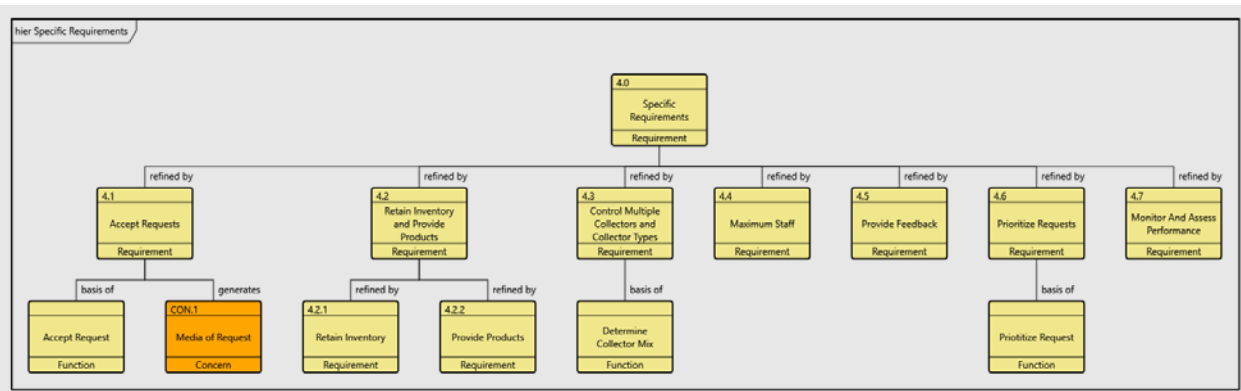 hier Specific Requirements
4.0
Specific
Requirements
Requirement
refined by
refined by
refined by
refined by
refined by
refined by
refined by
4.1
Accept Requests
Requirement
4.2
Retain Inventory
and Provide
Products
Requirement
4.3
Control Multiple
Collectors and
Collector Types
Requirement
4.4
Maximum Staff
Requirement
4.5
Provide Feedback
Requirement
4.6
Prioritize Requests
Requirement
4.7
Monitor And Assess
Performance
Requirement
basis of
generates
refined by
refined by
basis of
basis of
Accept Request
Function
CON.1
Media of Request
Concern
4.2.1
Retain Inventory
Requirement
4.2.2
Provide Products
Requirement
Determine
Collector Mix
Function
Priotitize Request
Function